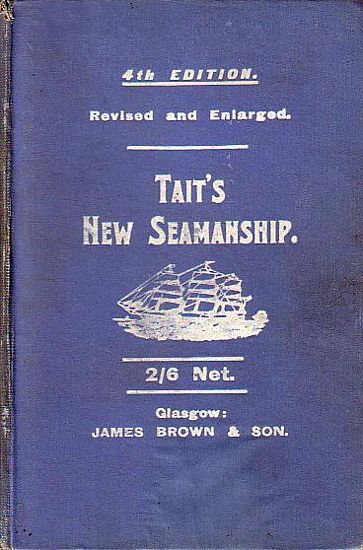 4th EDITION.
Revised and Enlarged.
TAIT'S
NEW SEAMANSHIP.
2/6 Net.
Glasgow:
JAMES BROWN & SON.